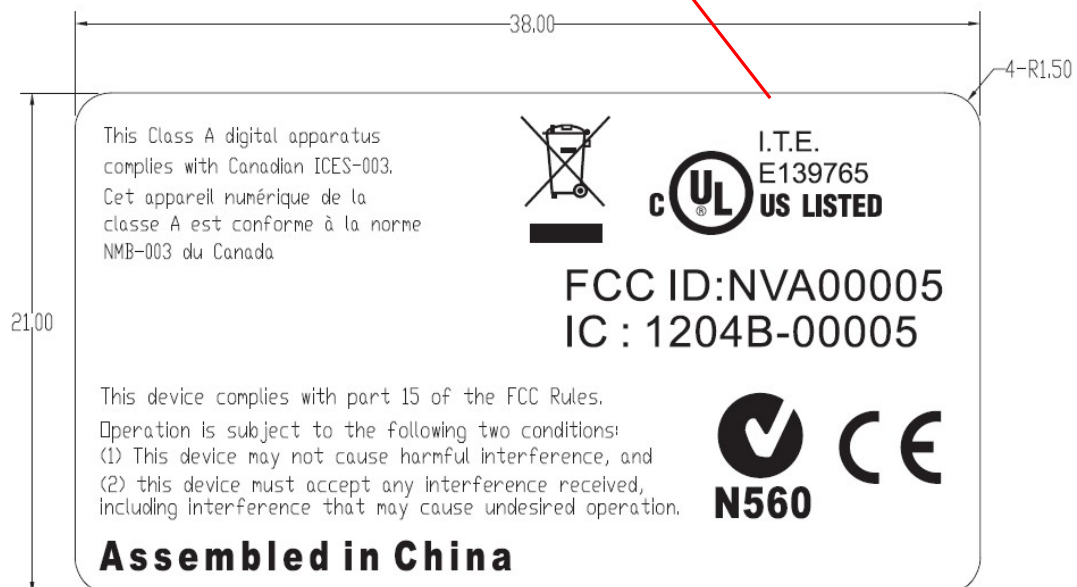 38.00
4-R1.50
This Class A digital apparatus
complies with Canadian ICES-003.
Cet appareil numérique de la
classe A est conforme à la norme
NMB-003 du Canada
I.T.E.
E139765
C UL ® US LISTED
FCC ID:NVA00005
IC : 1204B-00005
21.00
This device complies with part 15 of the FCC Rules.
Operation is subject to the following two conditions:
(1) This device may not cause harmful interference, and
(2) this device must accept any interference received,
including interference that may cause undesired operation.
N560
CE
Assembled in China